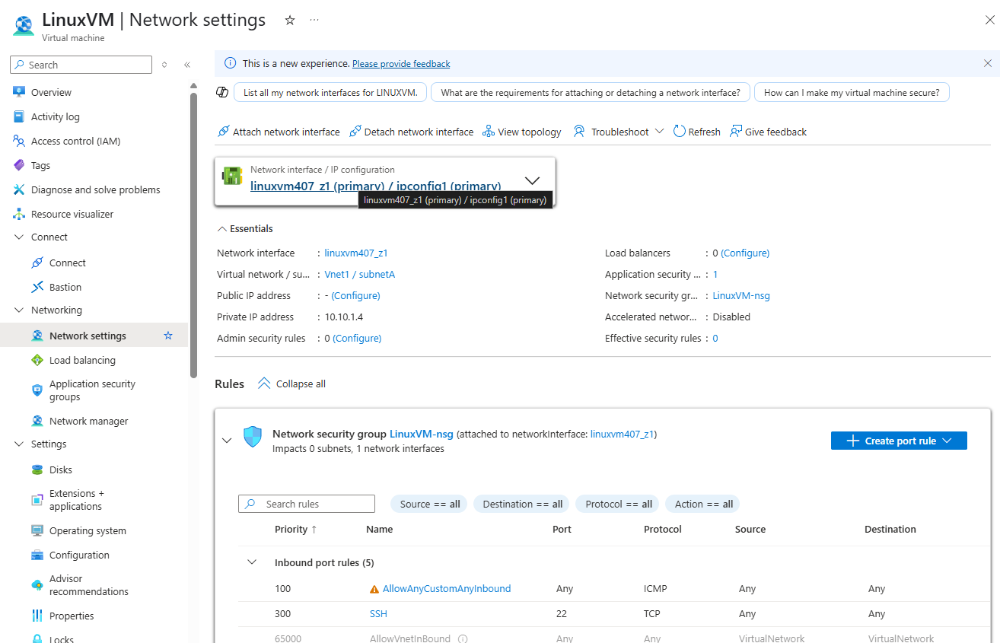 LinuxVM | Network settings
Virtual machine
Search
Overview
Activity log
Access control (IAM)
Tags
Diagnose and solve problems
Resource visualizer
Connect
Connect
Bastion
Networking
Network settings
Load balancing
Application security
groups
Network manager
Settings
Disks
Extensions +
applications
Operating system
Configuration
Advisor
recommendations
Properties
Locks
This is a new experience. Please provide feedback
List all my network interfaces for LINUXVM. What are the requirements for attaching or detaching a network interface? How can I make my virtual machine secure?
Attach network interface Detach network interface View topology Troubleshoot Refresh Give feedback
Network interface / IP configuration
linuxvm407_z1 (primary) / ipconfig1 (primary)
linuxvm407_z1 (primary) / ipconfig1 (primary)
Essentials
Network interface : linuxvm407_z1
Virtual network / su... : Vnet1 / subnetA
Public IP address : - (Configure)
Private IP address : 10.10.1.4
Admin security rules : 0 (Configure)
Load balancers : 0 (Configure)
Application security ... : 1
Network security gr... : LinuxVM-nsg
Accelerated networ... : Disabled
Effective security rules : 0
Rules Collapse all
Network security group LinuxVM-nsg (attached to networkInterface: linuxvm407_z1)
Impacts 0 subnets, 1 network interfaces
Create port rule
Search rules Source == all Destination == all Protocol == all Action == all
Priority ↑ Name Port Protocol Source Destination
Inbound port rules (5)
100 AllowAnyCustomAnyInbound Any ICMP Any Any
300 SSH 22 TCP Any Any
65000 AllowVnetInBound Any Any VirtualNetwork VirtualNetwork